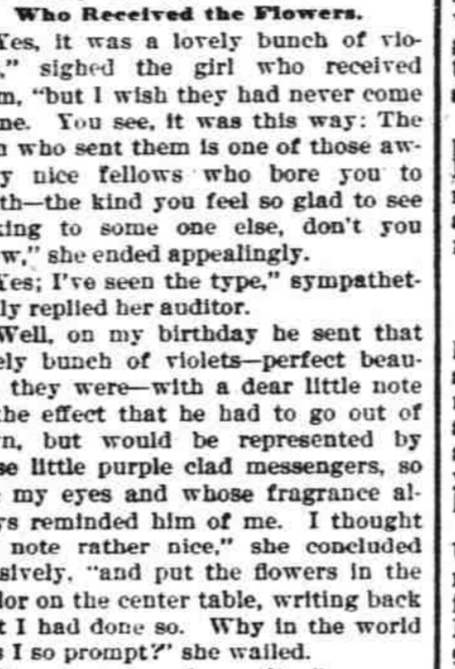 Who Received the Flowers.
Yes, it was a lovely bunch of vio-
," sighed the girl who received
m, "but I wish they had never come
me. You see, it was this way: The
n who sent them is one of those aw-
y nice fellows who bore you to
th—the kind you feel so glad to see
king to some one else, don't you
w," she ended appealingly.
Yes; I've seen the type," sympathet-
ly replied her auditor.
Well, on my birthday he sent that
ely bunch of violets—perfect beau-
they were—with a dear little note
the effect that he had to go out of
n, but would be represented by
se little purple clad messengers, so
my eyes and whose fragrance al-
ys reminded him of me. I thought
note rather nice," she concluded
sively, "and put the flowers in the
lor on the center table, writing back
t I had done so. Why in the world
s I so prompt?" she wailed.